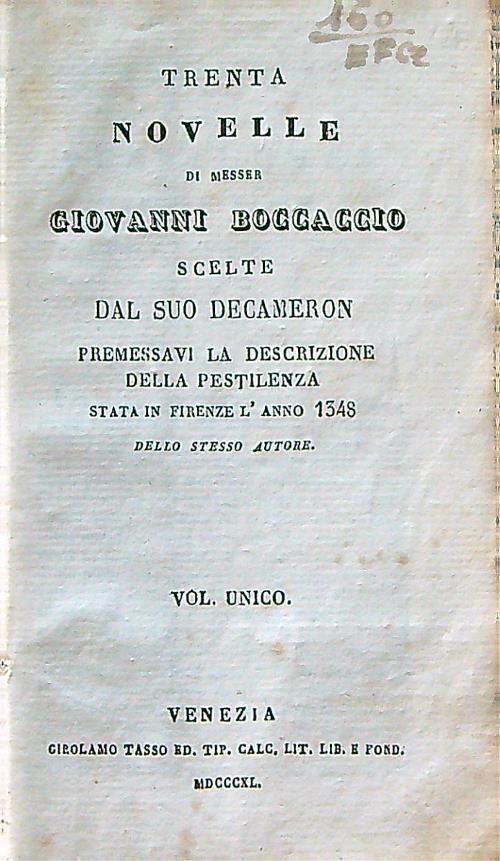 160
TRENTA
NOVELLE
DI MESSER
GIOVANNI BOCCACCIO
SCELTE
DAL SUO DECAMERON
PREMESSAVI LA DESCRIZIONE
DELLA PESTILENZA
STATA IN FIRENZE L' ANNO 1348
DELLO STESSO AUTORE.
VOL. UNICO.
VENEZIA
GIROLAMO TASSO ED. TIP. CALC. LIT. LIB. E FOND.
MDCCCXL.